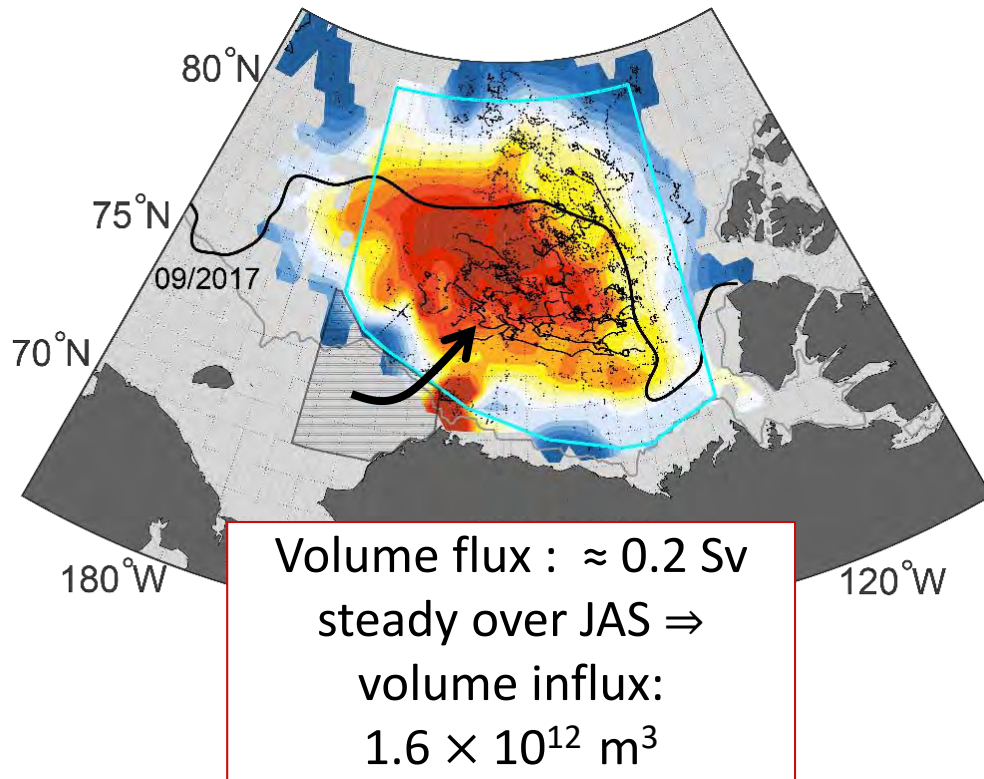 80°N
75°N
09/2017
70°N
180°W
120°W
Volume flux : ≈ 0.2 Sv
steady over JAS ⇒
volume influx:
1.6 × 10¹² m³